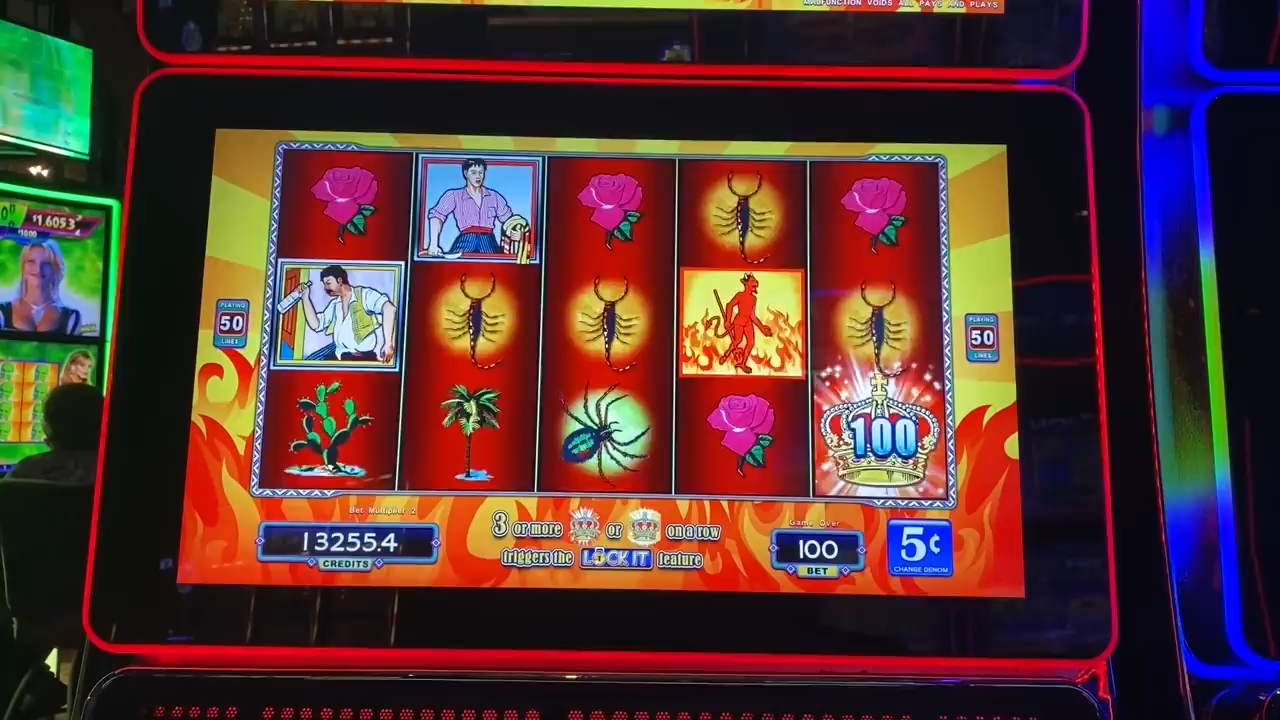 MALFUNCTION VOIDS ALL PAYS AND PLAYS
$1,6053
PLAYING
50
LINES
PLAYING
50
LINES
100
Bet Multiplier 2
13255.4
CREDITS
3 or more or on a row
triggers the LOCK IT feature
Game Over
100
BET
5¢
CHANGE DENOM